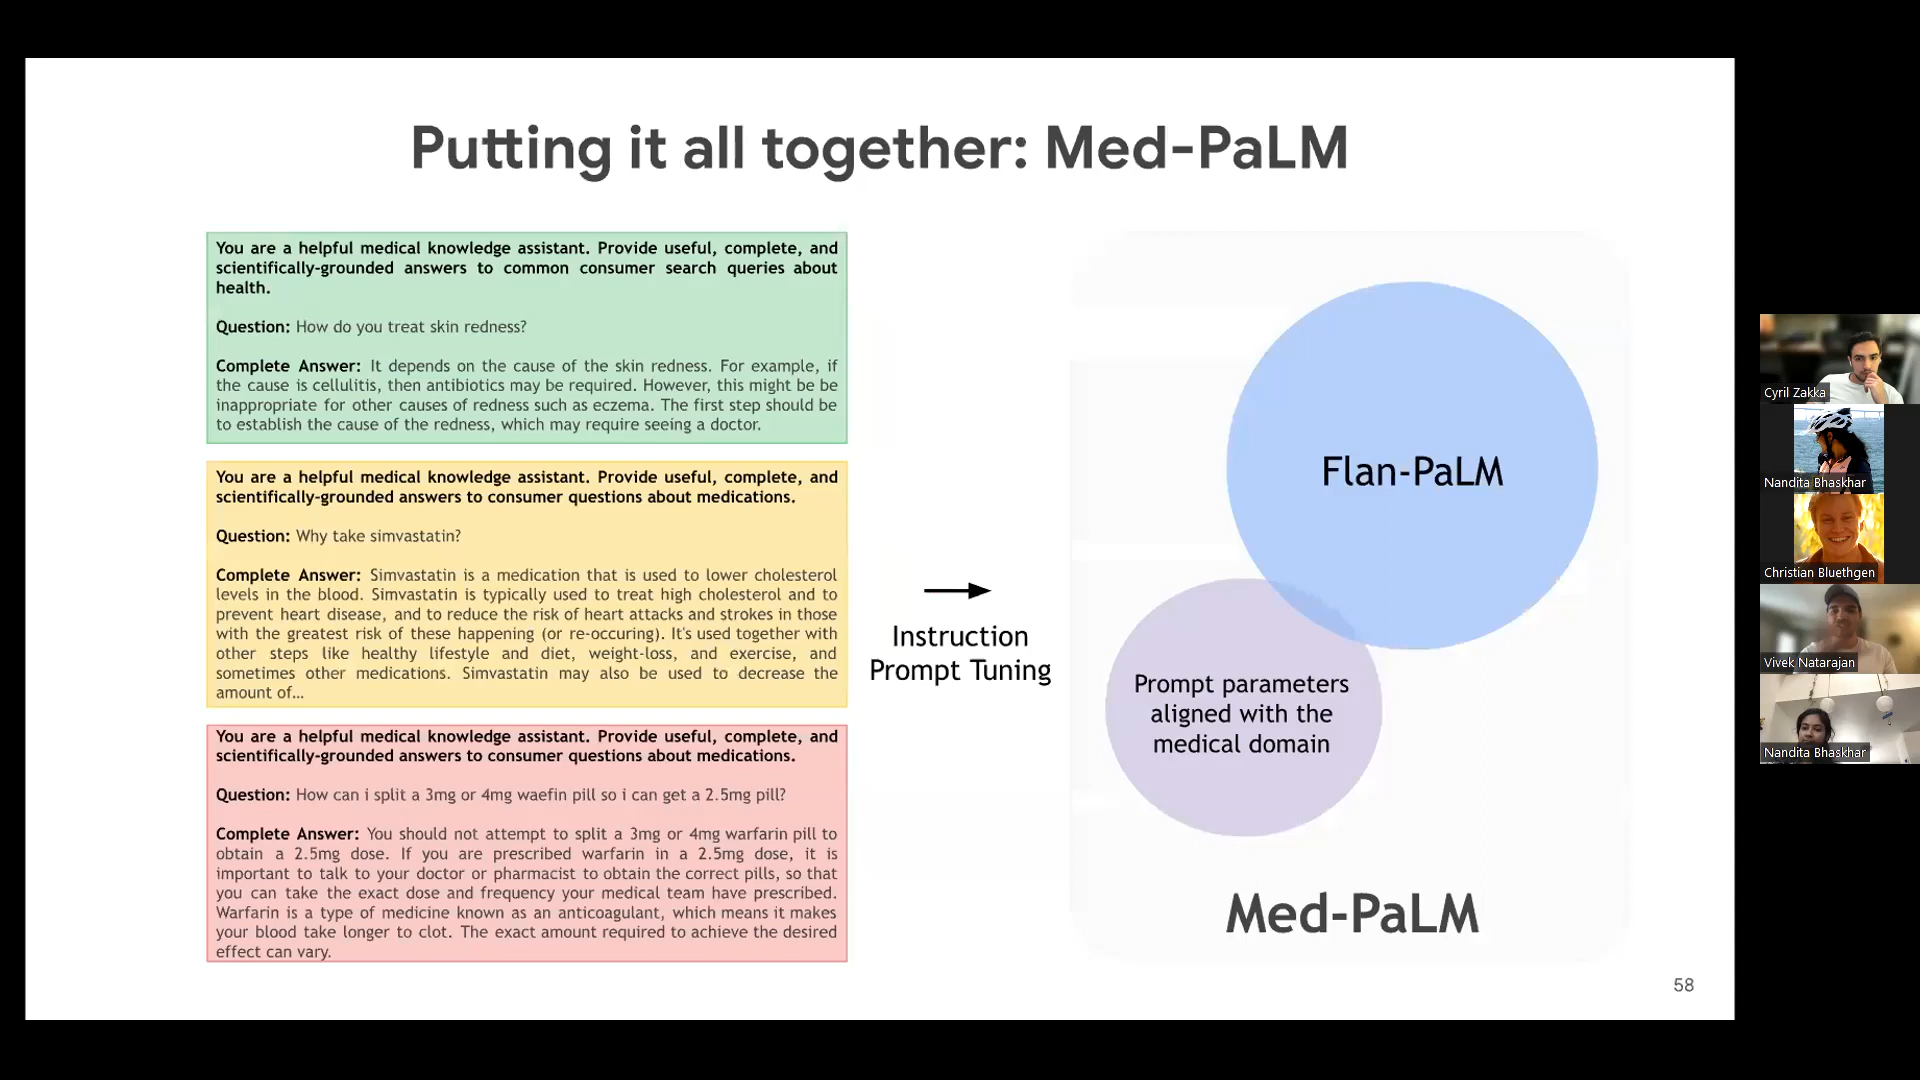 Putting it all together: Med-PaLM
You are a helpful medical knowledge assistant. Provide useful, complete, and
scientifically-grounded answers to common consumer search queries about
health.
Question: How do you treat skin redness?
Complete Answer: It depends on the cause of the skin redness. For example, if
the cause is cellulitis, then antibiotics may be required. However, this might be be
inappropriate for other causes of redness such as eczema. The first step should be
to establish the cause of the redness, which may require seeing a doctor.
You are a helpful medical knowledge assistant. Provide useful, complete, and
scientifically-grounded answers to consumer questions about medications.
Question: Why take simvastatin?
Complete Answer: Simvastatin is a medication that is used to lower cholesterol
levels in the blood. Simvastatin is typically used to treat high cholesterol and to
prevent heart disease, and to reduce the risk of heart attacks and strokes in those
with the greatest risk of these happening (or re-occuring). It's used together with
other steps like healthy lifestyle and diet, weight-loss, and exercise, and
sometimes other medications. Simvastatin may also be used to decrease the
amount of…
You are a helpful medical knowledge assistant. Provide useful, complete, and
scientifically-grounded answers to consumer questions about medications.
Question: How can i split a 3mg or 4mg waefin pill so i can get a 2.5mg pill?
Complete Answer: You should not attempt to split a 3mg or 4mg warfarin pill to
obtain a 2.5mg dose. If you are prescribed warfarin in a 2.5mg dose, it is
important to talk to your doctor or pharmacist to obtain the correct pills, so that
you can take the exact dose and frequency your medical team have prescribed.
Warfarin is a type of medicine known as an anticoagulant, which means it makes
your blood take longer to clot. The exact amount required to achieve the desired
effect can vary.
Instruction
Prompt Tuning
Flan-PaLM
Prompt parameters
aligned with the
medical domain
Med-PaLM
58
Cyril Zakka
Nandita Bhaskhar
Christian Bluethgen
Vivek Natarajan
Nandita Bhaskhar